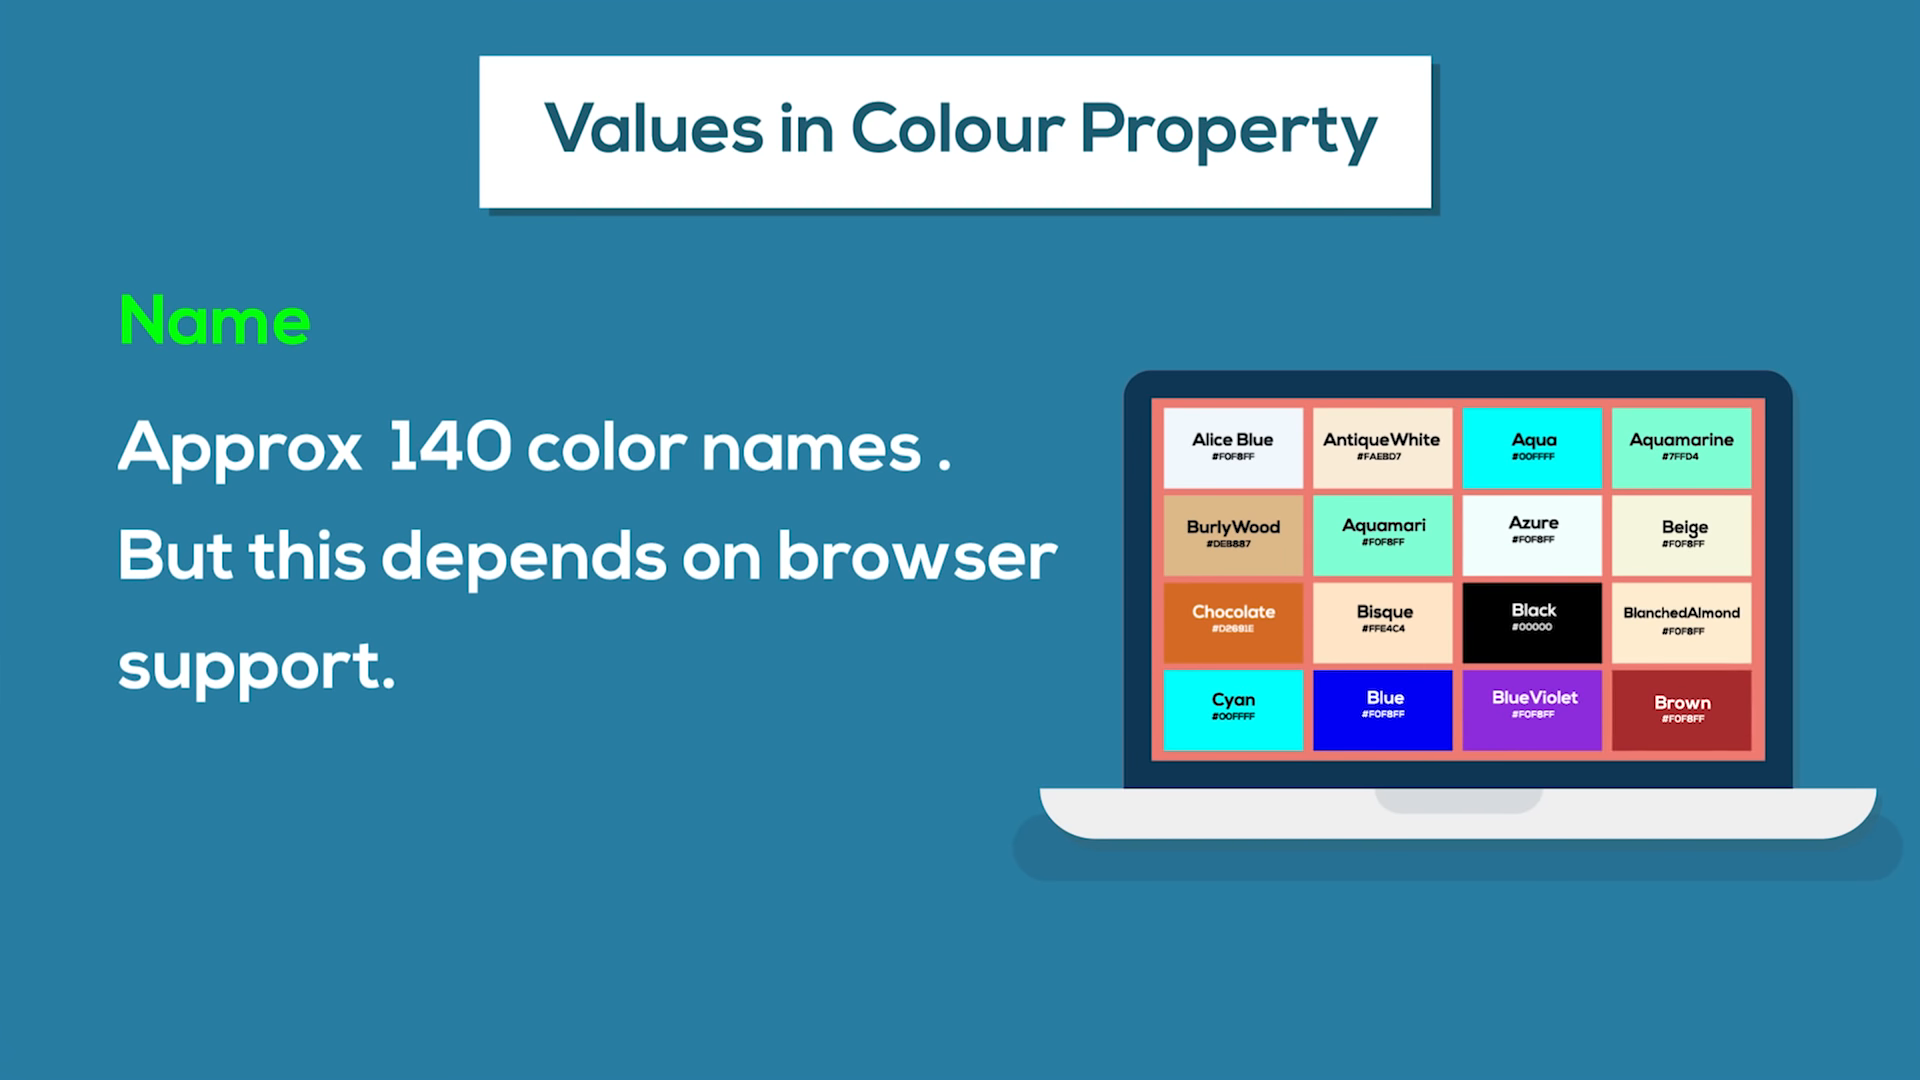 Values in Colour Property
Name
Approx 140 color names .
But this depends on browser
support.
Alice Blue
#F0F8FF
AntiqueWhite
#FAEBD7
Aqua
#00FFFF
Aquamarine
#7FFD4
BurlyWood
#DEB887
Aquamari
#F0F8FF
Azure
#F0F8FF
Beige
#F0F8FF
Chocolate
#D2691E
Bisque
#FFE4C4
Black
#00000
BlanchedAlmond
#F0F8FF
Cyan
#00FFFF
Blue
#F0F8FF
BlueViolet
#F0F8FF
Brown
#F0F8FF